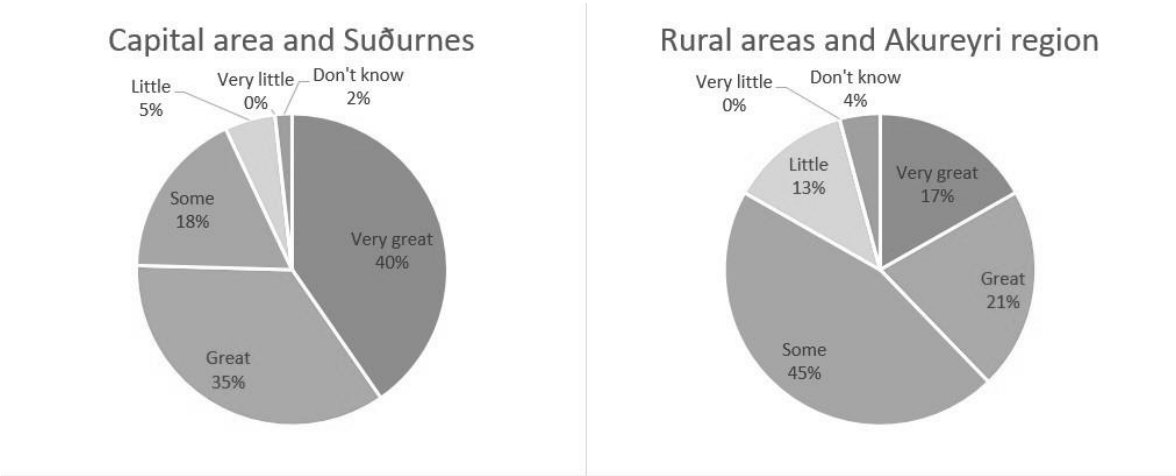 Capital area and Suðurnes
Little
5%
Very little
0%
Don't know
2%
Some
18%
Very great
40%
Great
35%
Rural areas and Akureyri region
Very little
0%
Don't know
4%
Little
13%
Very great
17%
Great
21%
Some
45%